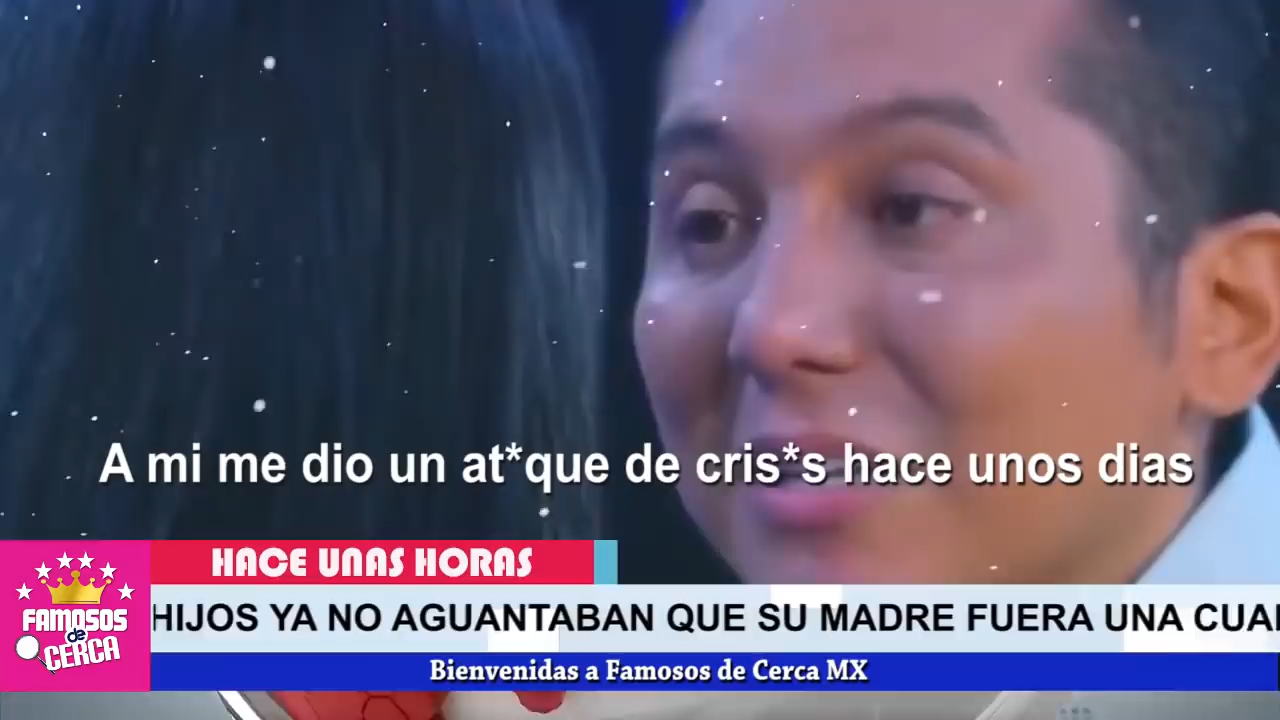 A mi me dio un at*que de cris*s hace unos dias
HACE UNAS HORAS
FAMOSOS
de
CERCA
HIJOS YA NO AGUANTABAN QUE SU MADRE FUERA UNA CUA
Bienvenidas a Famosos de Cerca MX